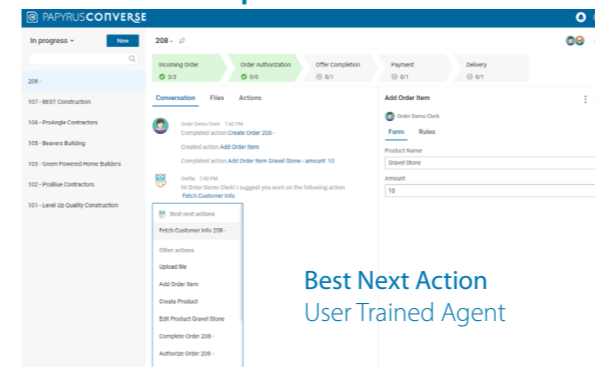 PAPYRUSCONVERSE
In progress
New
208 -
Incoming Order
3/3
Order Authorization
0/0
Offer Completion
0/1
Payment
0/1
Delivery
0/1
208 -
107 - BEST Construction
106 - ProAngle Contractors
105 - Beavers Building
103 - Green Powered Home Builders
102 - ProBlue Contractors
101 - Level Up Quality Construction
Conversation Files Actions
Order Demo Clerk 7:40 PM
Completed action Create Order 208 -
Created action Add Order Item
Completed action Add Order Item Gravel Stone - amount: 10
7:40 PM
Hi Order Demo Clerk! I suggest you work on the following action
Fetch Customer Info
Best next actions
Fetch Customer Info 208 -
Other actions
Upload file
Add Order Item
Create Product
Edit Product Gravel Stone
Complete Order 208 -
Authorize Order 208 -
Add Order Item
Order Demo Clerk
Form Rules
Product Name
Gravel Stone
Amount
10
Best Next Action
User Trained Agent